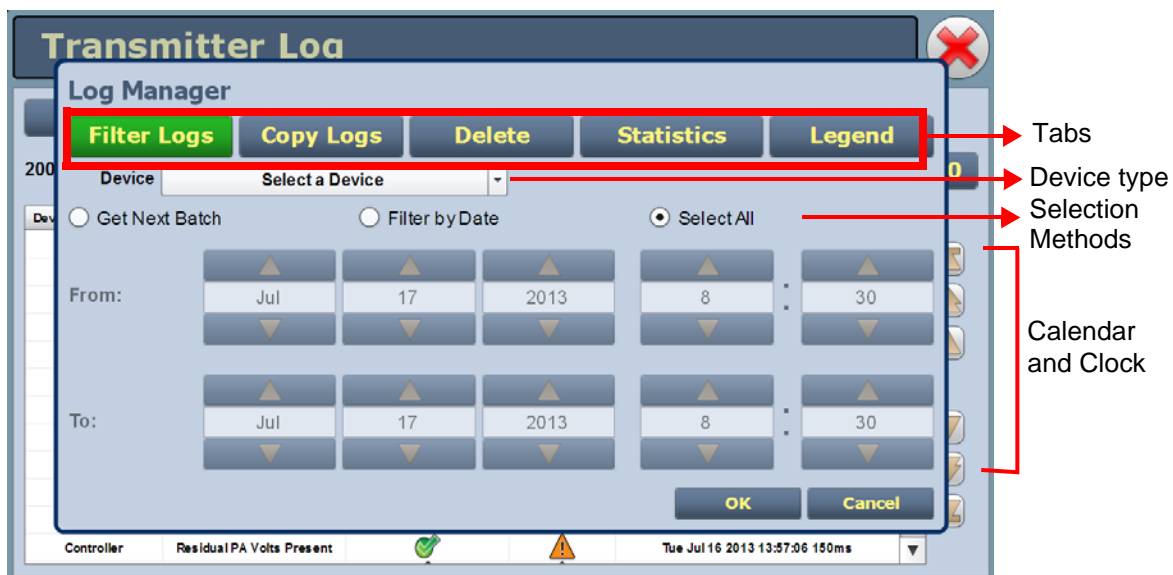 Transmitter Log
Log Manager
Filter Logs Copy Logs Delete Statistics Legend
Tabs
200
Device Select a Device
0
Device type
Dev
Get Next Batch Filter by Date Select All
Selection
Methods
From: Jul 17 2013 8 : 30
Calendar
and Clock
To: Jul 17 2013 8 : 30
OK Cancel
Controller Residual PA Volts Present Tue Jul 16 2013 13:57:06 150ms